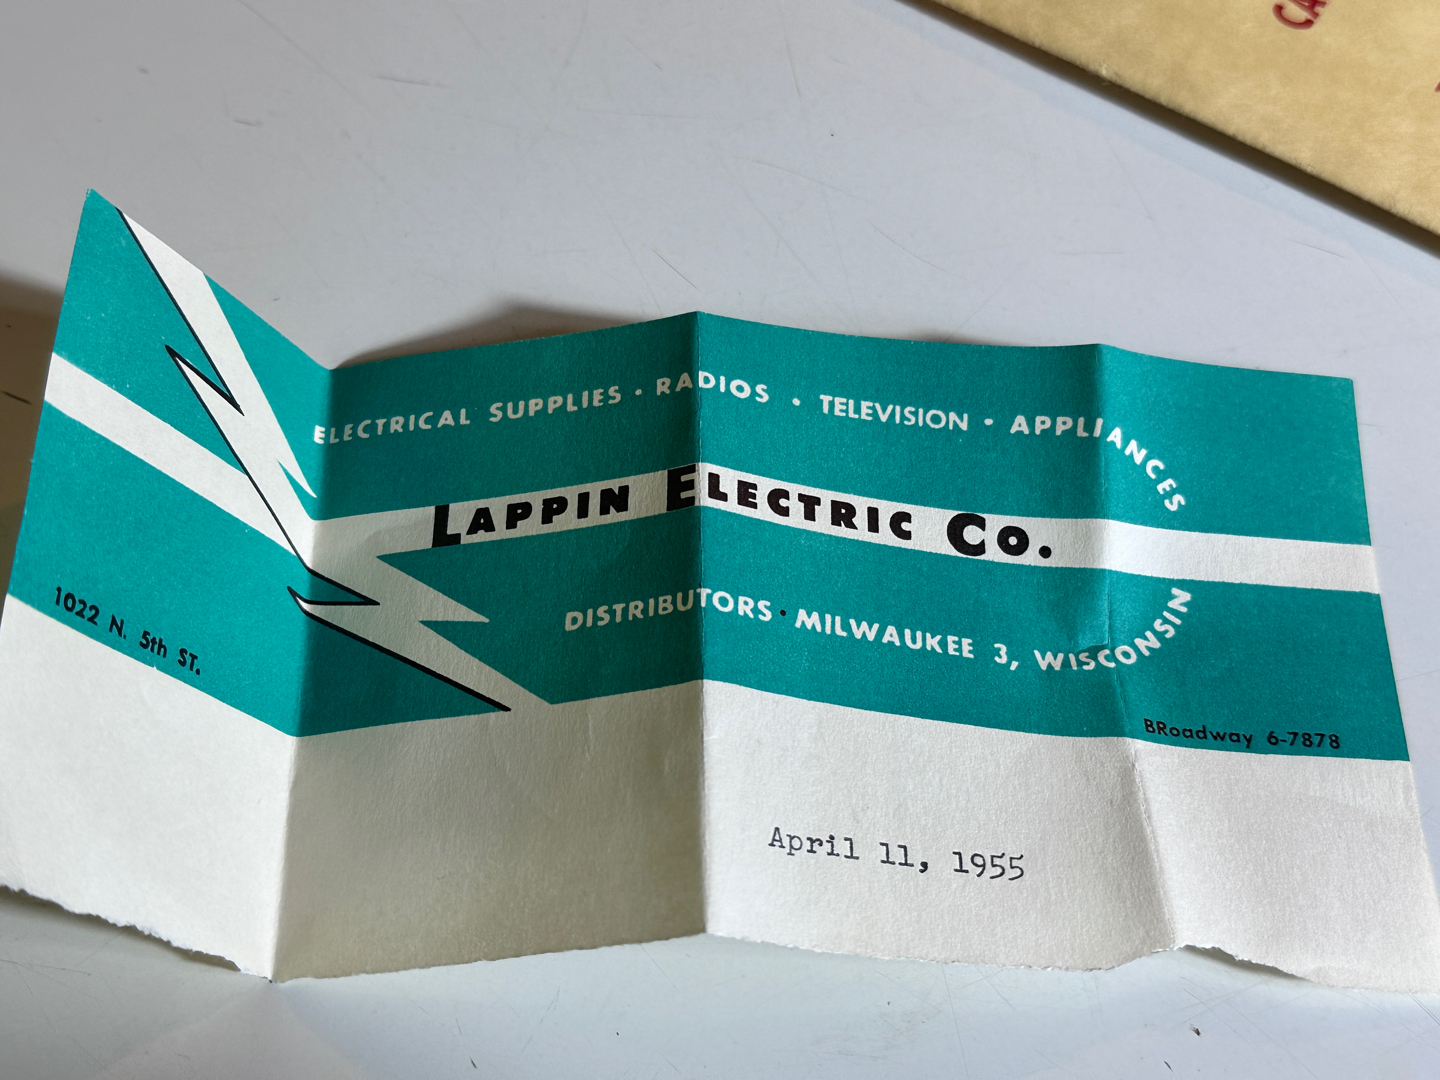 CA
ELECTRICAL SUPPLIES · RADIOS · TELEVISION · APPLIANCES
LAPPIN ELECTRIC CO.
DISTRIBUTORS · MILWAUKEE 3, WISCONSIN
1022 N. 5th ST.
BRoadway 6-7878
April 11, 1955